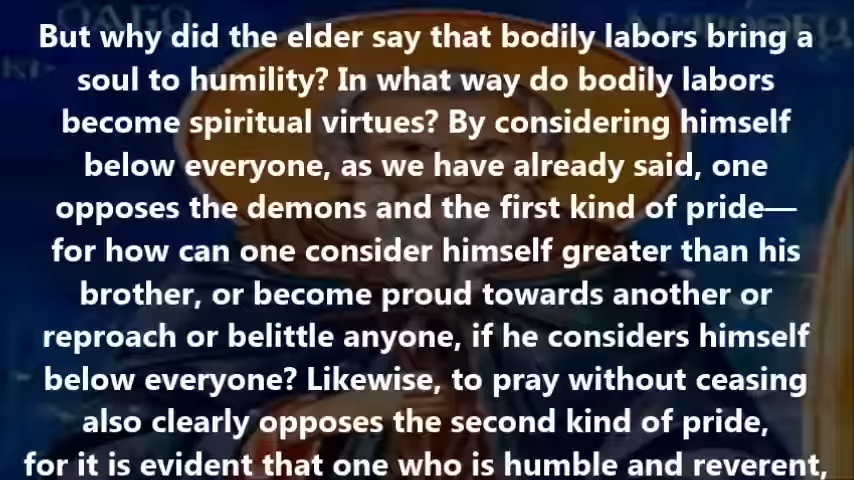 But why did the elder say that bodily labors bring a
soul to humility? In what way do bodily labors
become spiritual virtues? By considering himself
below everyone, as we have already said, one
opposes the demons and the first kind of pride—
for how can one consider himself greater than his
brother, or become proud towards another or
reproach or belittle anyone, if he considers himself
below everyone? Likewise, to pray without ceasing
also clearly opposes the second kind of pride,
for it is evident that one who is humble and reverent,